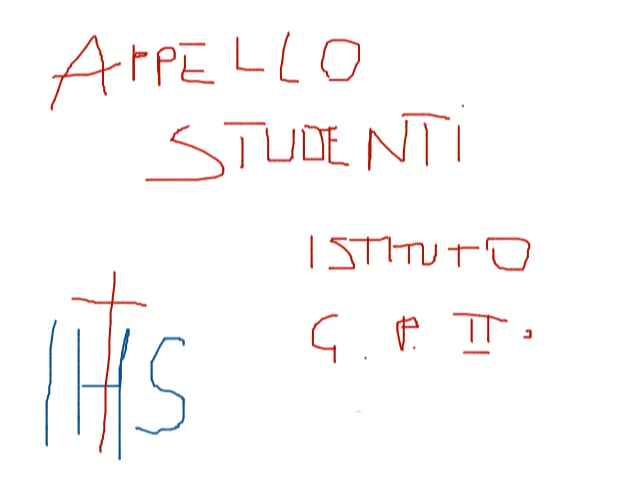 APPELLO
STUDENTI
ISTITUTO
G. P. II.
IHS